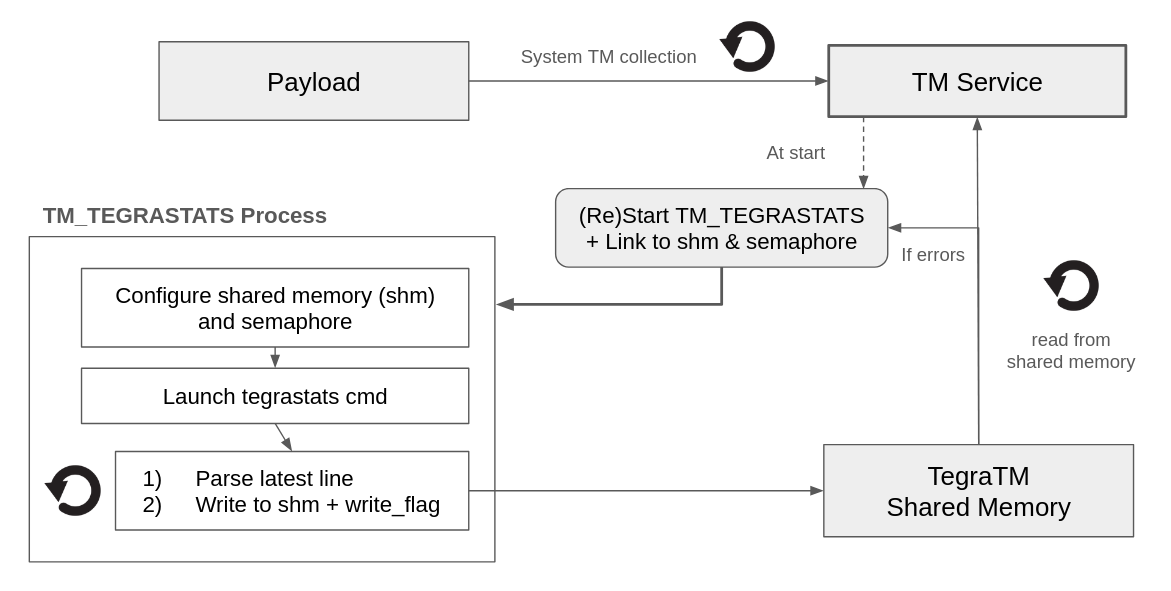 System TM collection
Payload
TM Service
At start
TM_TEGRASTATS Process
(Re)Start TM_TEGRASTATS
+ Link to shm & semaphore
If errors
Configure shared memory (shm)
and semaphore
read from
shared memory
Launch tegrastats cmd
1) Parse latest line
2) Write to shm + write_flag
TegraTM
Shared Memory